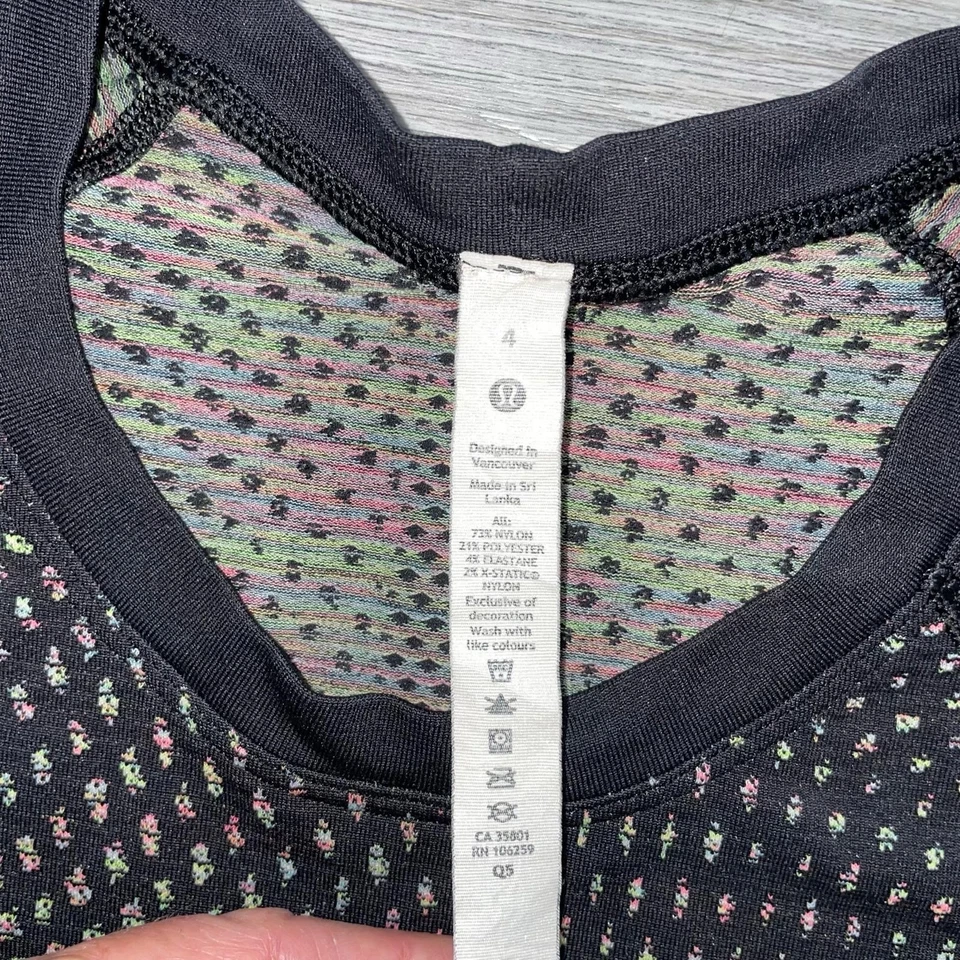 4
Designed in
Vancouver
Made in Sri
Lanka
All:
73% NYLON
21% POLYESTER
4% ELASTANE
2% X-STATIC®
NYLON
Exclusive of
decoration
Wash with
like colours
CA 35801
RN 106259
Q5